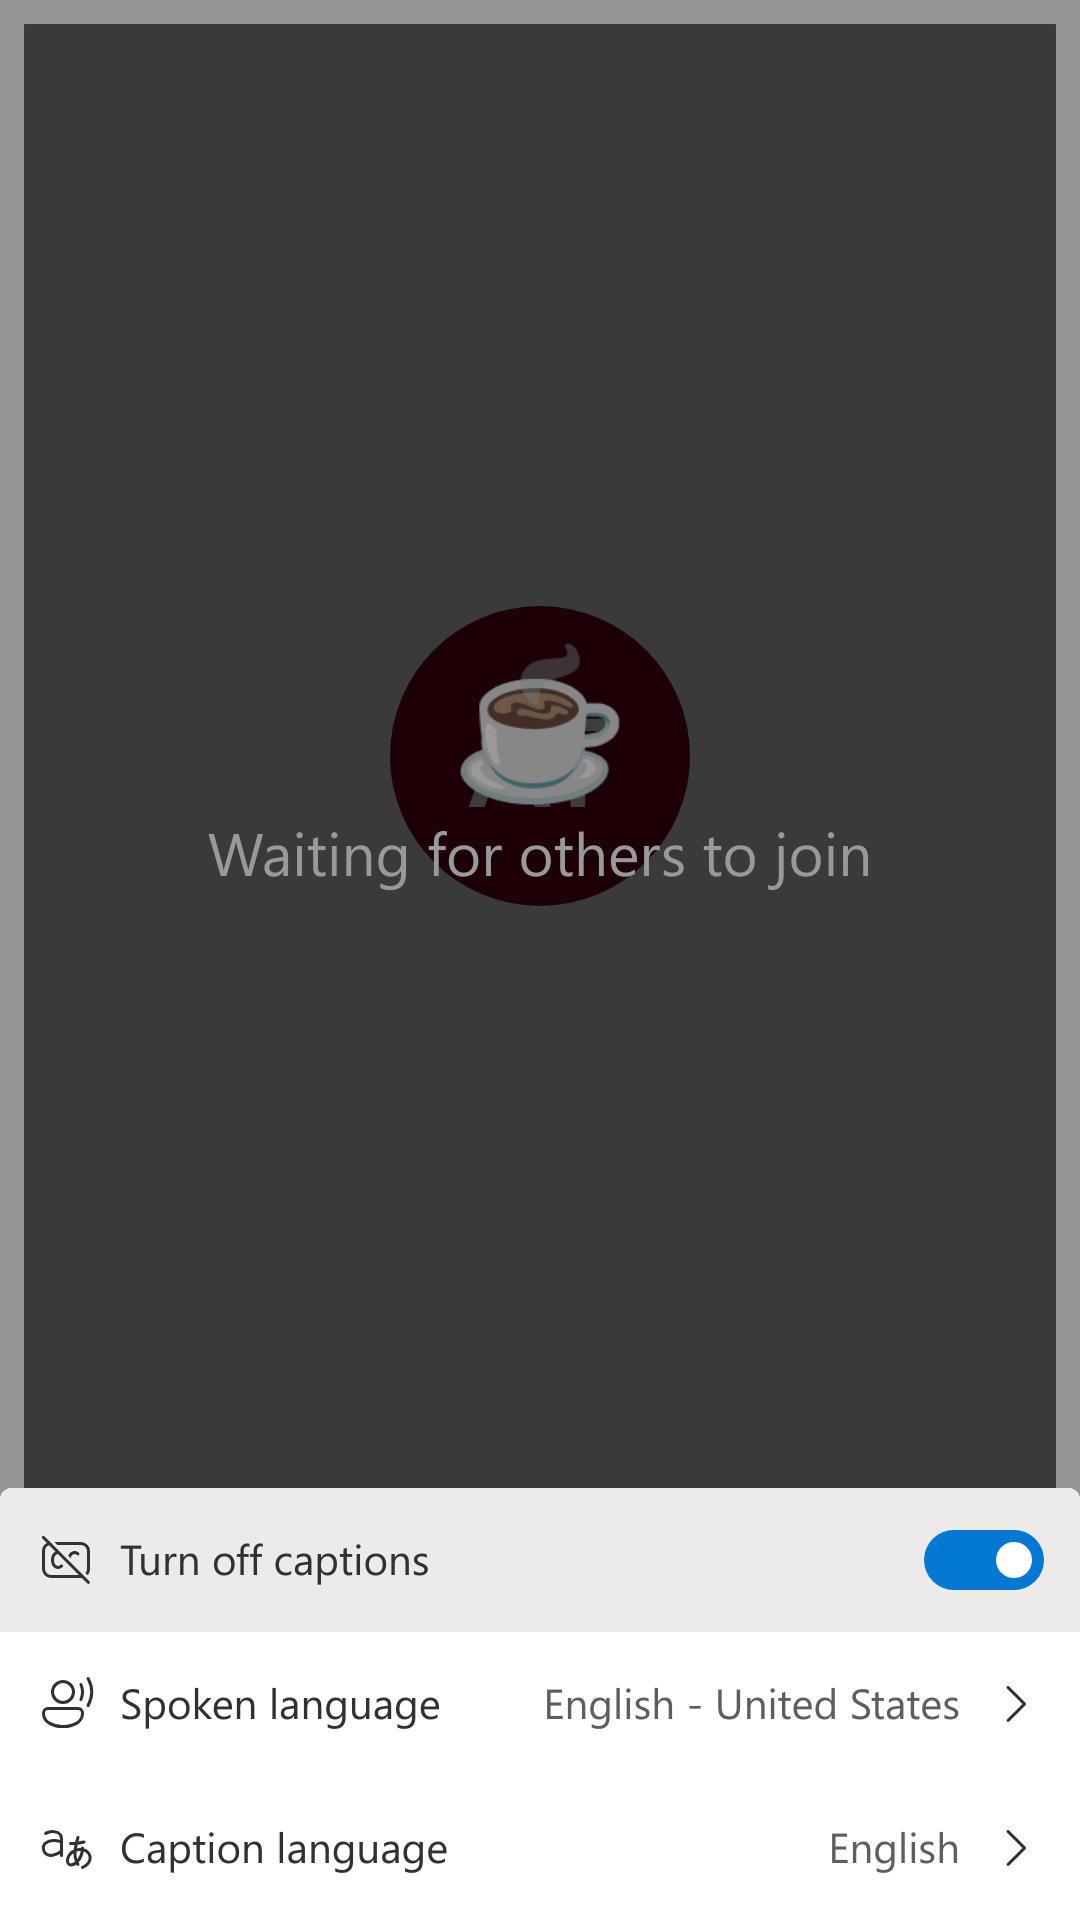 Waiting for others to join
Turn off captions
Spoken language English - United States
Caption language English